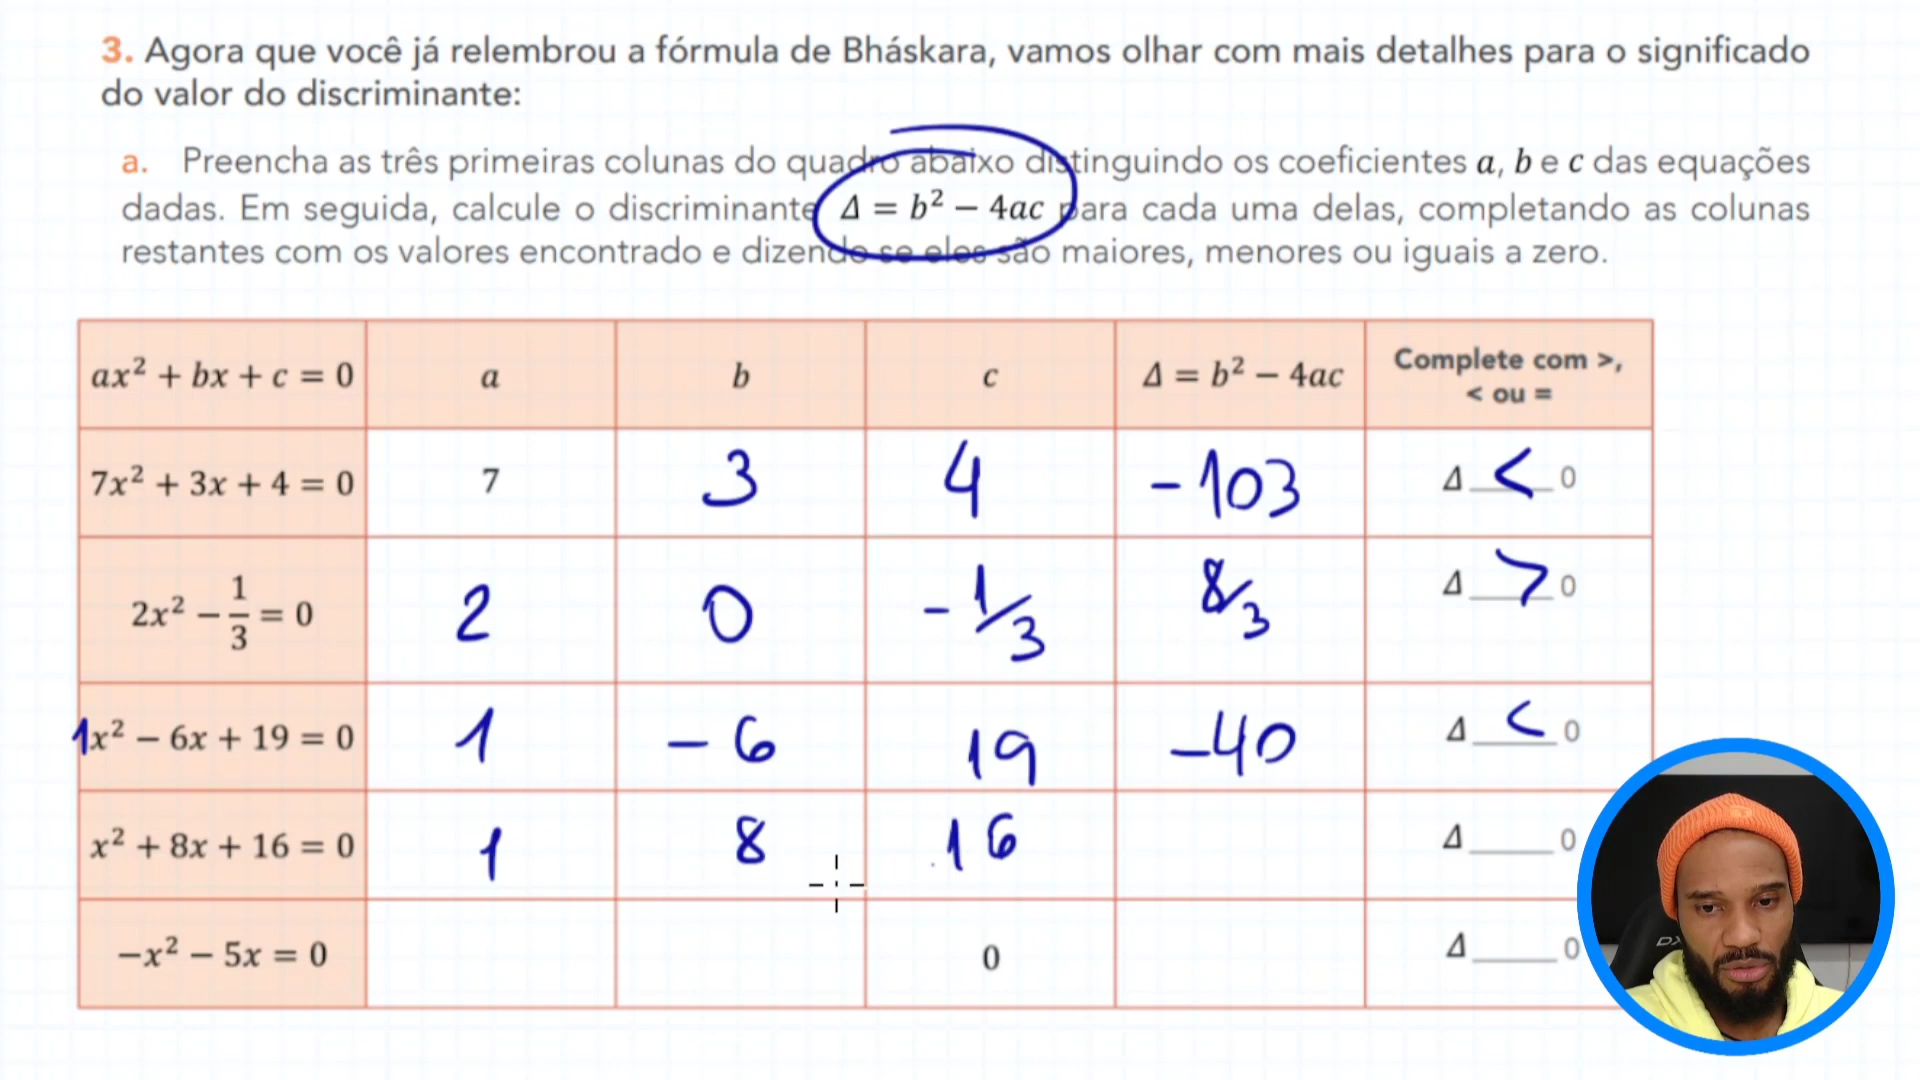 3. Agora que você já relembrou a fórmula de Bháskara, vamos olhar com mais detalhes para o significado
do valor do discriminante:
a. Preencha as três primeiras colunas do quadro abaixo distinguindo os coeficientes a, b e c das equações
dadas. Em seguida, calcule o discriminante Δ = b² − 4ac para cada uma delas, completando as colunas
restantes com os valores encontrado e dizendo se eles são maiores, menores ou iguais a zero.
ax² + bx + c = 0 a b c Δ = b² − 4ac Complete com >,
< ou =
7x² + 3x + 4 = 0 7 3 4 -103 Δ < 0
2x² − 1/3 = 0 2 0 -1/3 8/3 Δ > 0
1x² − 6x + 19 = 0 1 -6 19 -40 Δ < 0
x² + 8x + 16 = 0 1 8 16 Δ ____ 0
−x² − 5x = 0 0 Δ ____ 0